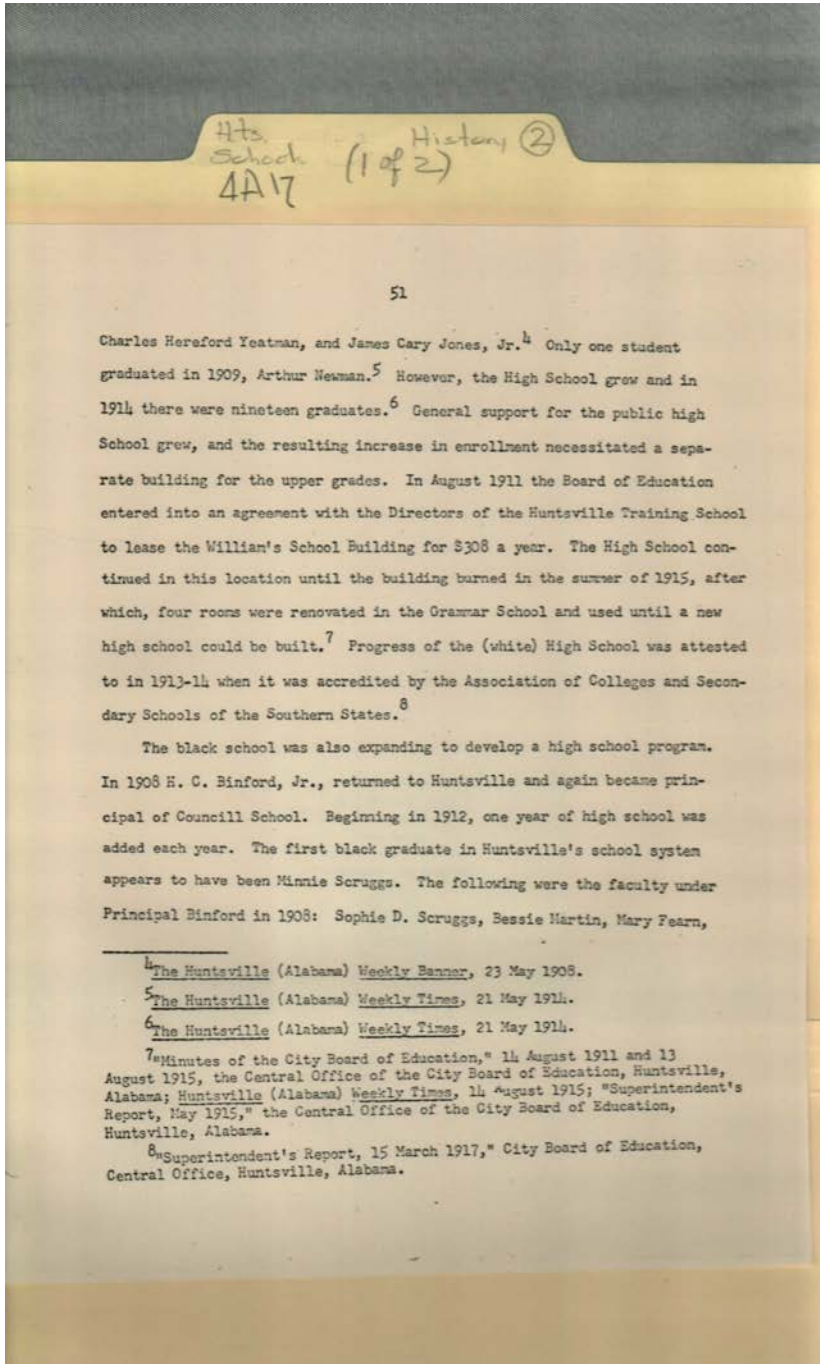 Hts. History ②
School (1 of 2)
4A17
51
Charles Hereford Yeatman, and James Cary Jones, Jr.4 Only one student
graduated in 1909, Arthur Newman.5 However, the High School grew and in
1914 there were nineteen graduates.6 General support for the public high
School grew, and the resulting increase in enrollment necessitated a sepa-
rate building for the upper grades. In August 1911 the Board of Education
entered into an agreement with the Directors of the Huntsville Training School
to lease the William's School Building for $308 a year. The High School con-
tinued in this location until the building burned in the summer of 1915, after
which, four rooms were renovated in the Grammar School and used until a new
high school could be built.7 Progress of the (white) High School was attested
to in 1913-14 when it was accredited by the Association of Colleges and Secon-
dary Schools of the Southern States.8
The black school was also expanding to develop a high school program.
In 1908 H. C. Binford, Jr., returned to Huntsville and again became prin-
cipal of Councill School. Beginning in 1912, one year of high school was
added each year. The first black graduate in Huntsville's school system
appears to have been Minnie Scruggs. The following were the faculty under
Principal Binford in 1908: Sophie D. Scruggs, Bessie Martin, Mary Fearn,
4The Huntsville (Alabama) Weekly Banner, 23 May 1908.
5The Huntsville (Alabama) Weekly Times, 21 May 1914.
6The Huntsville (Alabama) Weekly Times, 21 May 1914.
7"Minutes of the City Board of Education," 14 August 1911 and 13
August 1915, the Central Office of the City Board of Education, Huntsville,
Alabama; Huntsville (Alabama) Weekly Times, 14 August 1915; "Superintendent's
Report, May 1915," the Central Office of the City Board of Education,
Huntsville, Alabama.
8"Superintendent's Report, 15 March 1917," City Board of Education,
Central Office, Huntsville, Alabama.